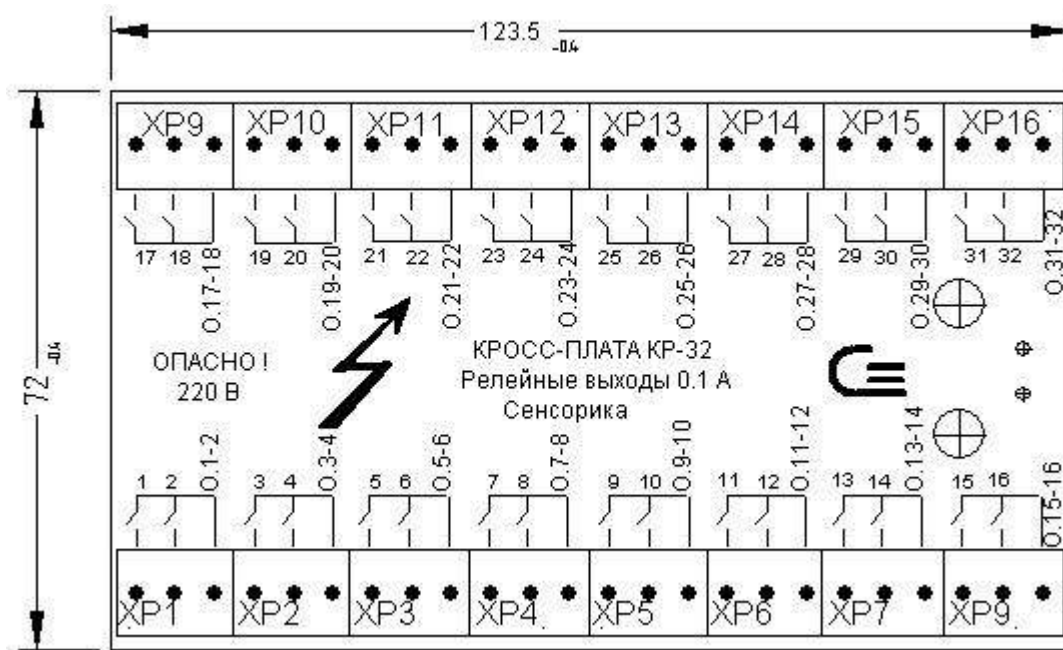 123.5 -0.4
72 -0.4
XP9 XP10 XP11 XP12 XP13 XP14 XP15 XP16
17 18 19 20 21 22 23 24 25 26 27 28 29 30 31 32
О.17-18 О.19-20 О.21-22 О.23-24 О.25-26 О.27-28 О.29-30 О.31-32
ОПАСНО !
220 В
КРОСС-ПЛАТА КР-32
Релейные выходы 0.1 А
Сенсорика
О.1-2 О.3-4 О.5-6 О.7-8 О.9-10 О.11-12 О.13-14 О.15-16
1 2 3 4 5 6 7 8 9 10 11 12 13 14 15 16
XP1 XP2 XP3 XP4 XP5 XP6 XP7 XP9